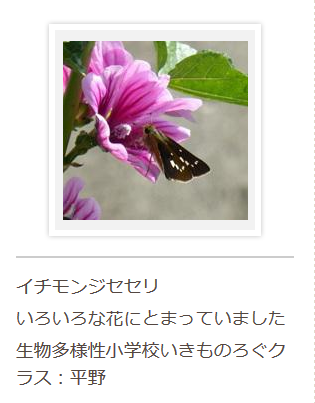 イチモンジセセリ
いろいろな花にとまっていました
生物多様性小学校いきものろぐク
ラス：平野